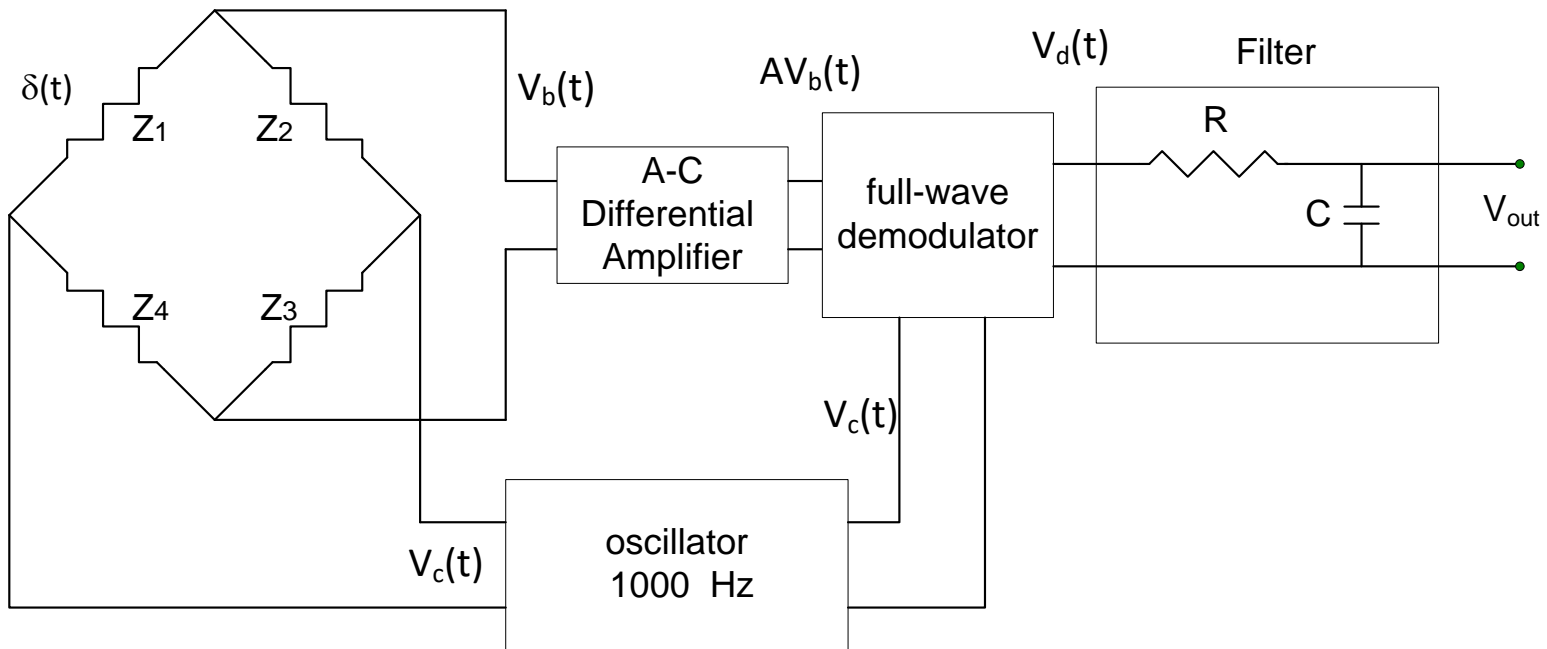 δ(t)
Z1
Z2
Z4
Z3
Vb(t)
A-C
Differential
Amplifier
AVb(t)
full-wave
demodulator
Vd(t)
Filter
R
C
Vout
Vc(t)
Vc(t)
oscillator
1000 Hz